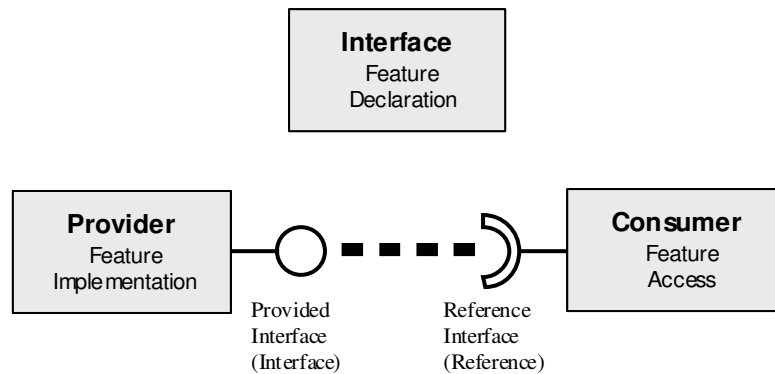 Interface
Feature
Declaration
Provider
Feature
Implementation
Consumer
Feature
Access
Provided
Interface
(Interface)
Reference
Interface
(Reference)